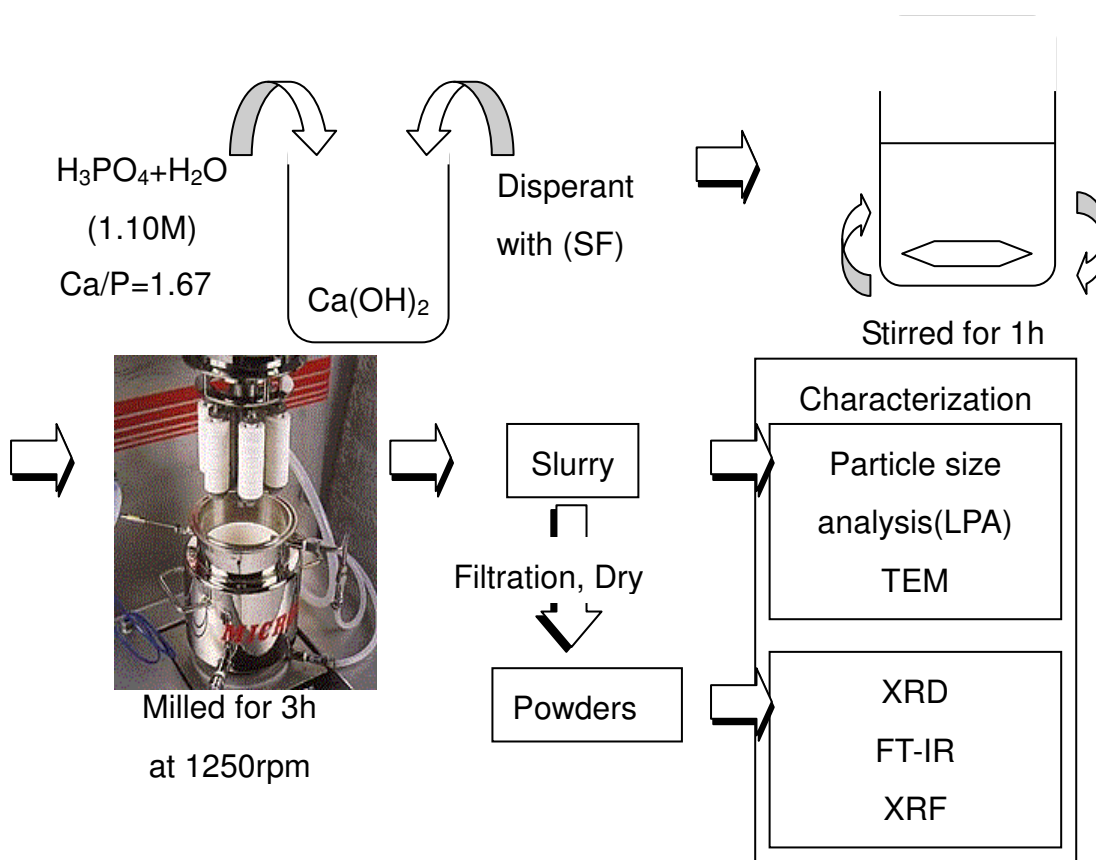 H₃PO₄+H₂O
(1.10M)
Ca/P=1.67
Ca(OH)₂
Disperant
with (SF)
Stirred for 1h
MICR
Milled for 3h
at 1250rpm
Slurry
Filtration, Dry
Powders
Characterization
Particle size
analysis(LPA)
TEM
XRD
FT-IR
XRF